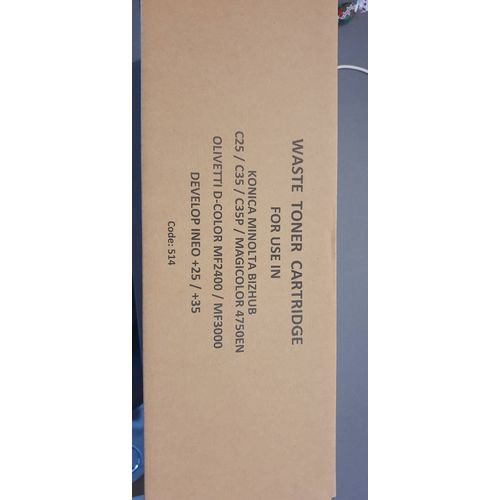 WASTE TONER CARTRIDGE
FOR USE IN
KONICA MINOLTA BIZHUB
C25 / C35 / C35P / MAGICOLOR 4750EN
OLIVETTI D-COLOR MF2400 / MF3000
DEVELOP INEO +25 / +35
Code: 514